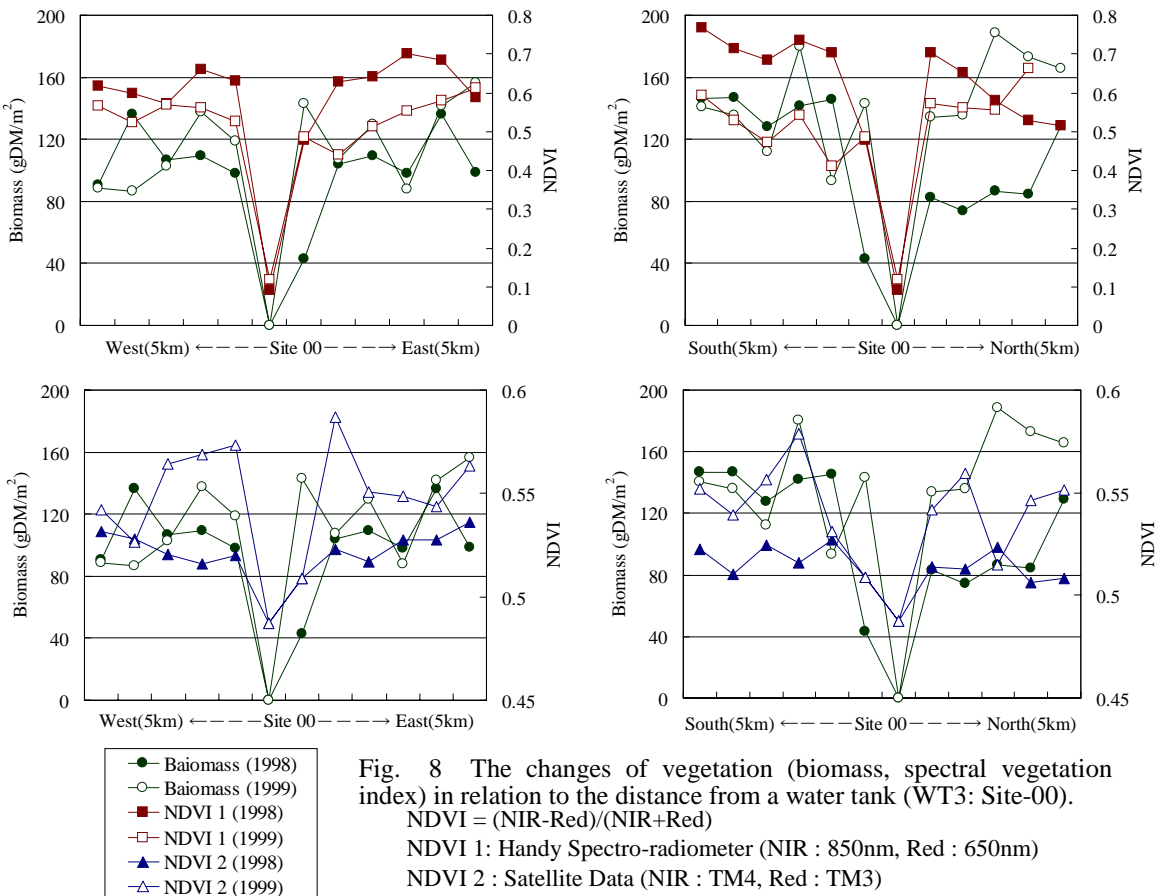 200
160
120
80
40
0
Biomass (gDM/m2)
0.8
0.7
0.6
0.5
0.4
0.3
0.2
0.1
0
NDVI
West(5km) ←−−−−Site 00−−−→ East(5km)
200
160
120
80
40
0
Biomass (gDM/m2)
0.8
0.7
0.6
0.5
0.4
0.3
0.2
0.1
0
NDVI
South(5km) ←−−−−Site 00−−−→ North(5km)
200
160
120
80
40
0
Biomass (gDM/m2)
0.6
0.55
0.5
0.45
NDVI
West(5km) ←−−−−Site 00−−−→ East(5km)
200
160
120
80
40
0
Biomass (gDM/m2)
0.6
0.55
0.5
0.45
NDVI
South(5km) ←−−−−Site 00−−−→ North(5km)
Baiomass (1998)
Baiomass (1999)
NDVI 1 (1998)
NDVI 1 (1999)
NDVI 2 (1998)
NDVI 2 (1999)
Fig. 8 The changes of vegetation (biomass, spectral vegetation
index) in relation to the distance from a water tank (WT3: Site-00).
NDVI = (NIR-Red)/(NIR+Red)
NDVI 1: Handy Spectro-radiometer (NIR : 850nm, Red : 650nm)
NDVI 2 : Satellite Data (NIR : TM4, Red : TM3)